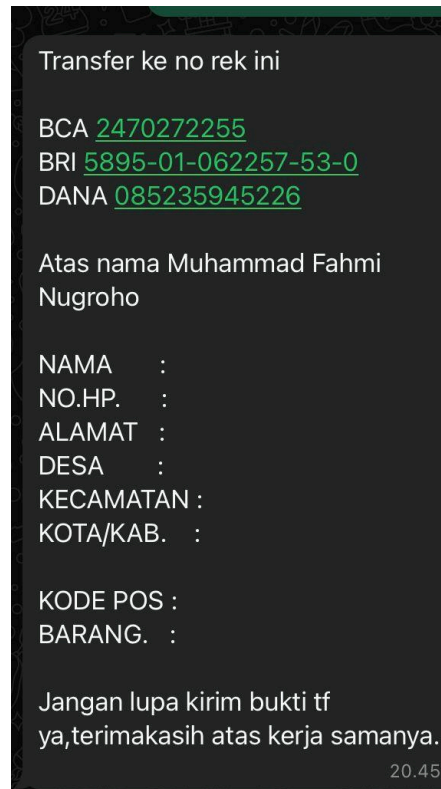 Transfer ke no rek ini
BCA 2470272255
BRI 5895-01-062257-53-0
DANA 085235945226
Atas nama Muhammad Fahmi
Nugroho
NAMA :
NO.HP. :
ALAMAT :
DESA :
KECAMATAN :
KOTA/KAB. :
KODE POS :
BARANG. :
Jangan lupa kirim bukti tf
ya,terimakasih atas kerja samanya.
20.45